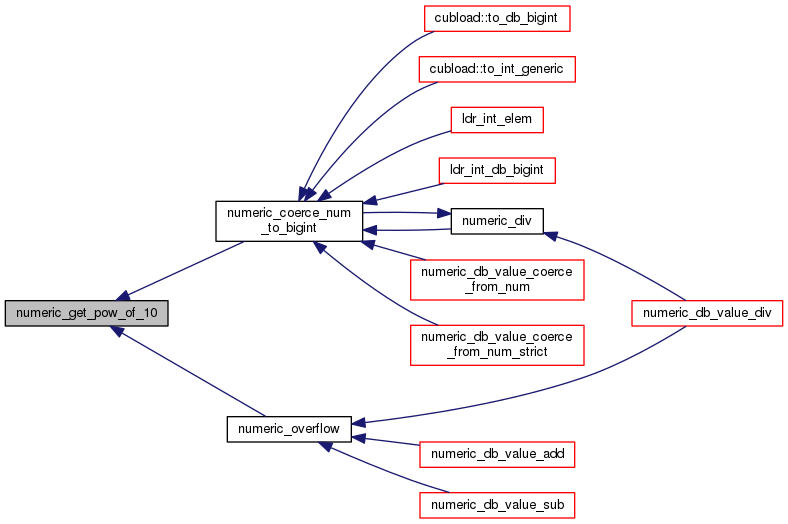 cubload::to_db_bigint
cubload::to_int_generic
ldr_int_elem
ldr_int_db_bigint
numeric_coerce_num
_to_bigint
numeric_div
numeric_db_value_coerce
_from_num
numeric_get_pow_of_10
numeric_db_value_div
numeric_db_value_coerce
_from_num_strict
numeric_overflow
numeric_db_value_add
numeric_db_value_sub